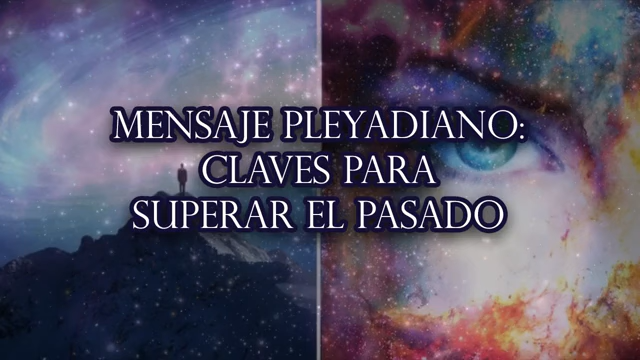 MENSAJE PLEYADIANO:
CLAVES PARA
SUPERAR EL PASADO